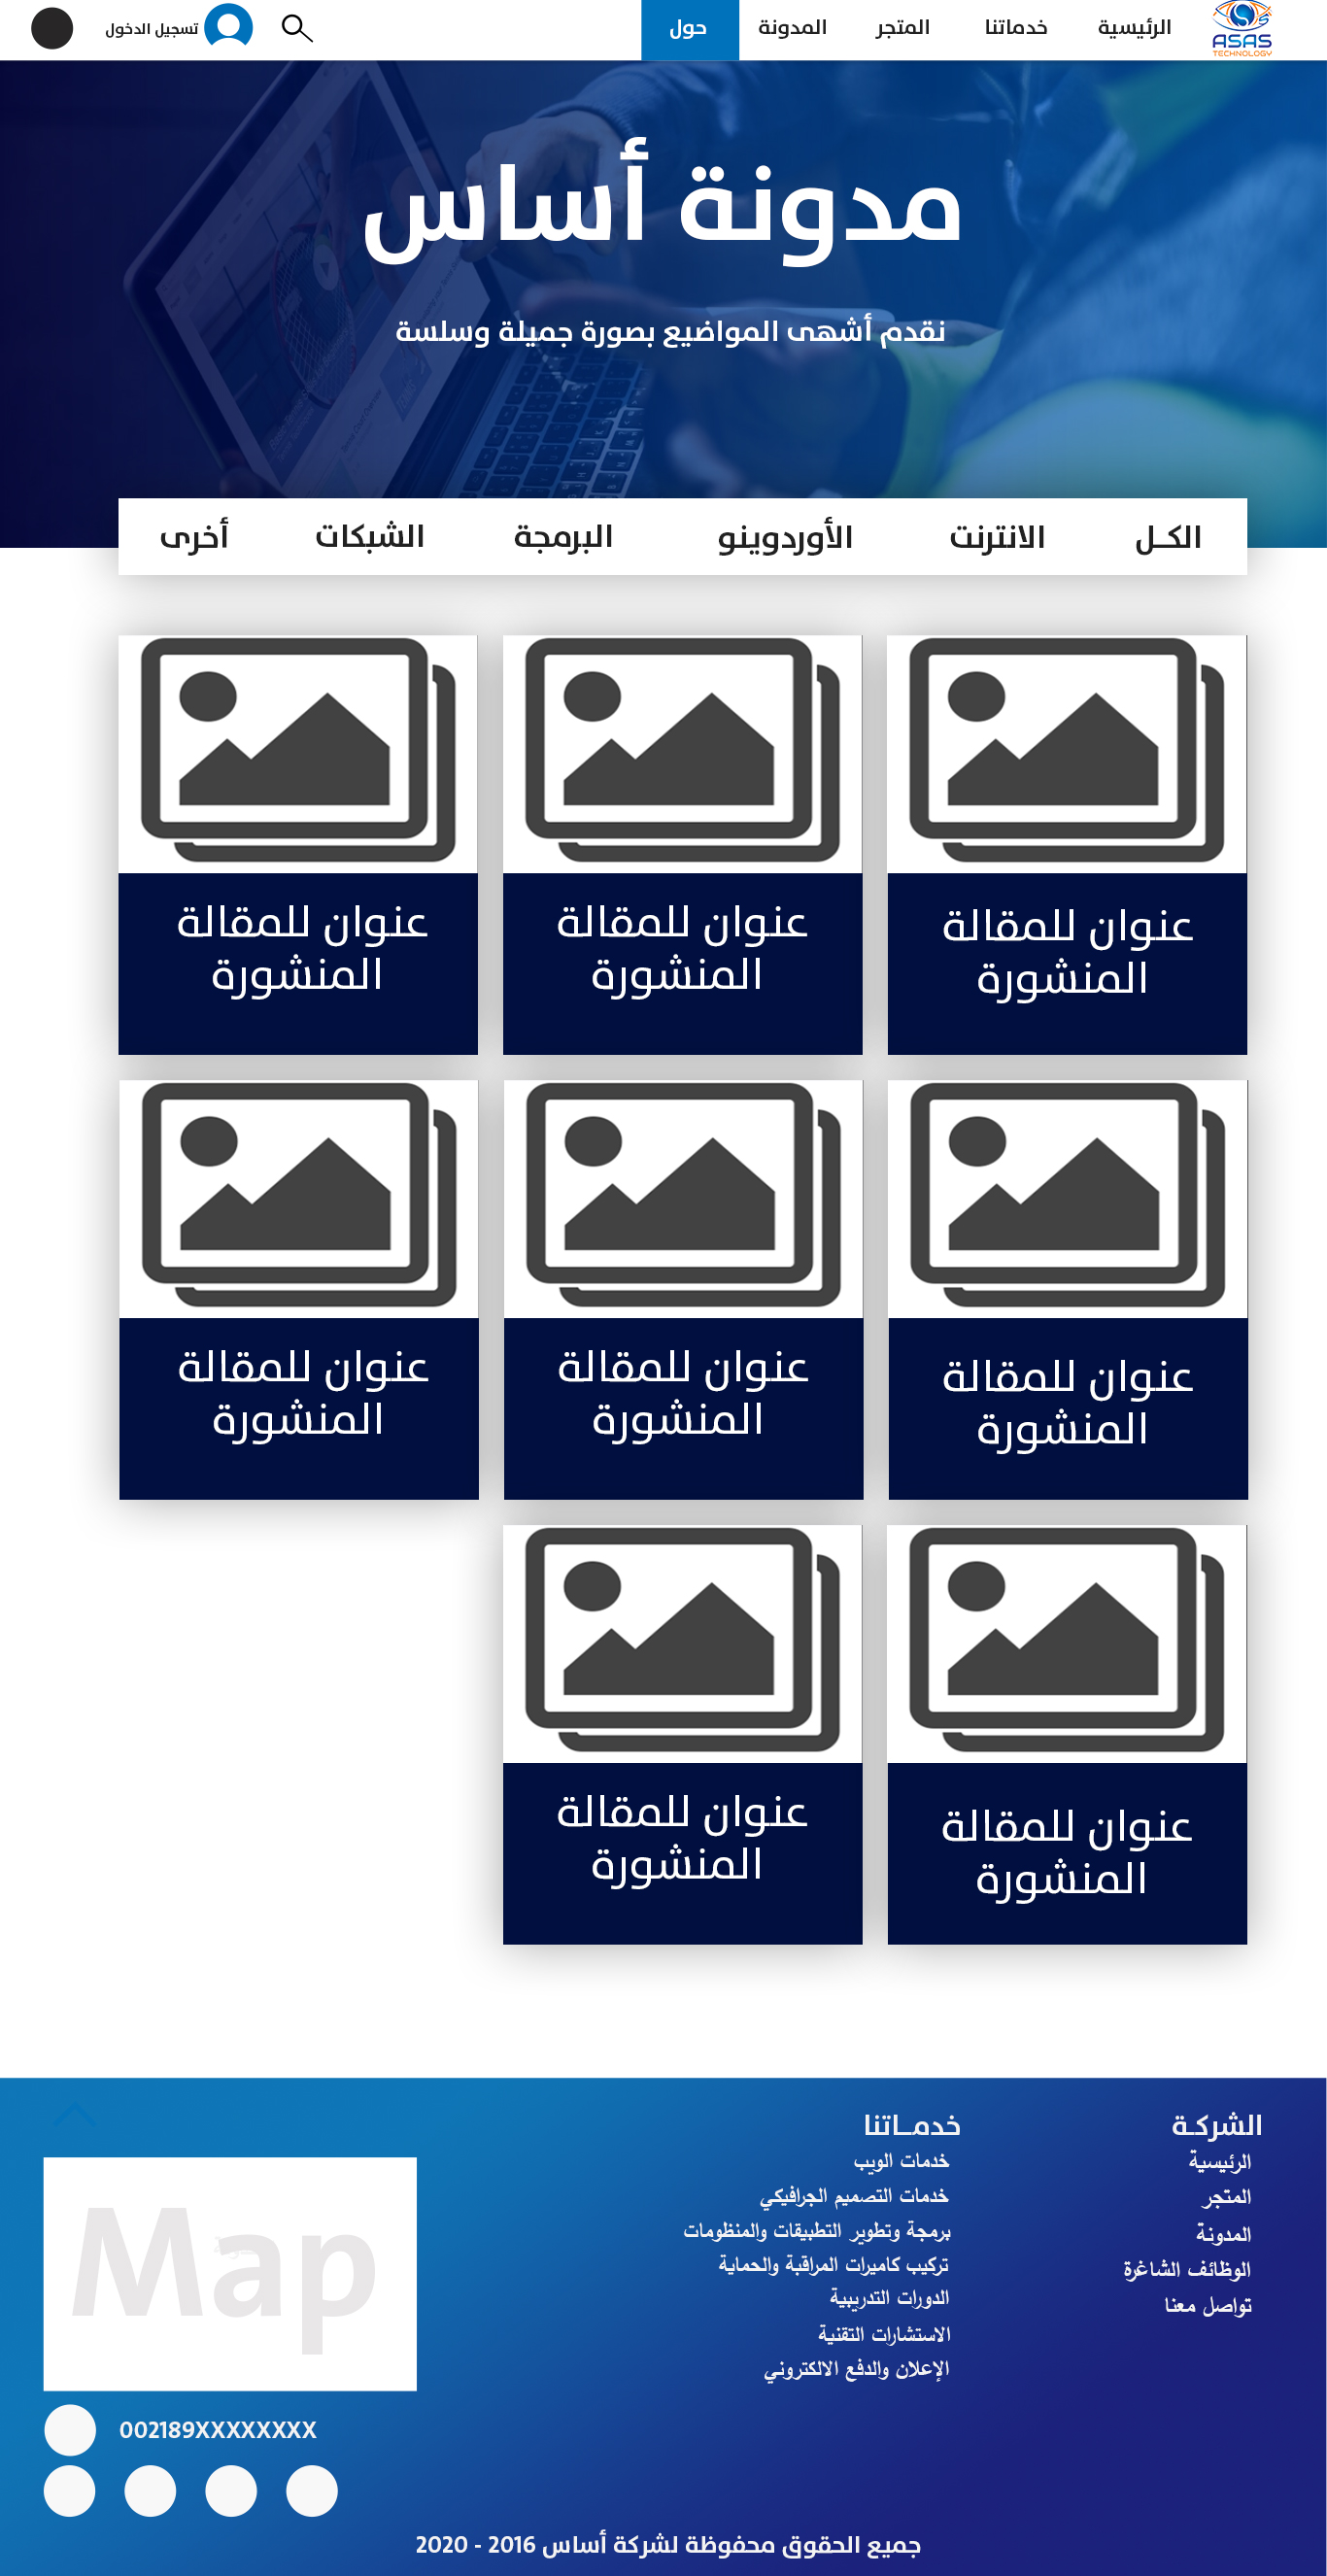 ASAS
TECHNOLOGY
الرئيسية
خدماتنا
المتجر
المدونة
حول
تسجيل الدخول
مدونة أساس
نقدم أشهى المواضيع بصورة جميلة وسلسة
الكـل
الانترنت
الأوردوينو
البرمجة
الشبكات
أخرى
عنوان للمقالة
المنشورة
عنوان للمقالة
المنشورة
عنوان للمقالة
المنشورة
عنوان للمقالة
المنشورة
عنوان للمقالة
المنشورة
عنوان للمقالة
المنشورة
عنوان للمقالة
المنشورة
عنوان للمقالة
المنشورة
الشركـة
الرئيسية
المتجر
المدونة
الوظائف الشاغرة
تواصل معنا
خدمــاتنا
خدمات الويب
خدمات التصميم الجرافيكي
برمجة وتطوير التطبيقات والمنظومات
تركيب كاميرات المراقبة والحماية
الدورات التدريبية
الاستشارات التقنية
الإعلان والدفع الالكتروني
Map
002189XXXXXXXX
جميع الحقوق محفوظة لشركة أساس 2016 - 2020